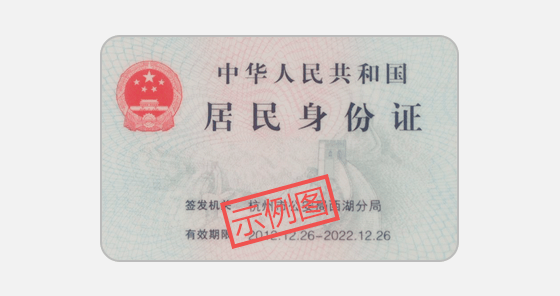 中华人民共和国
居民身份证
签发机关 杭州市公安局西湖分局
有效期限 2012.12.26-2022.12.26
示例图